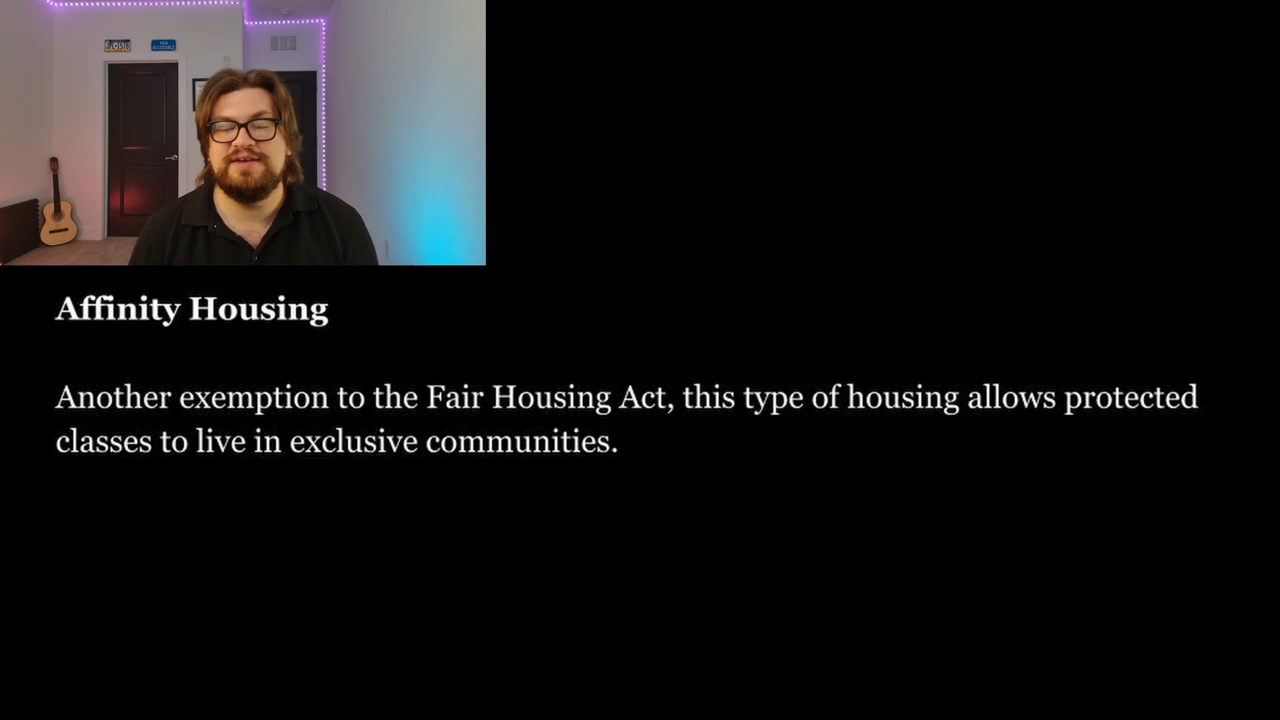 Affinity Housing
Another exemption to the Fair Housing Act, this type of housing allows protected
classes to live in exclusive communities.